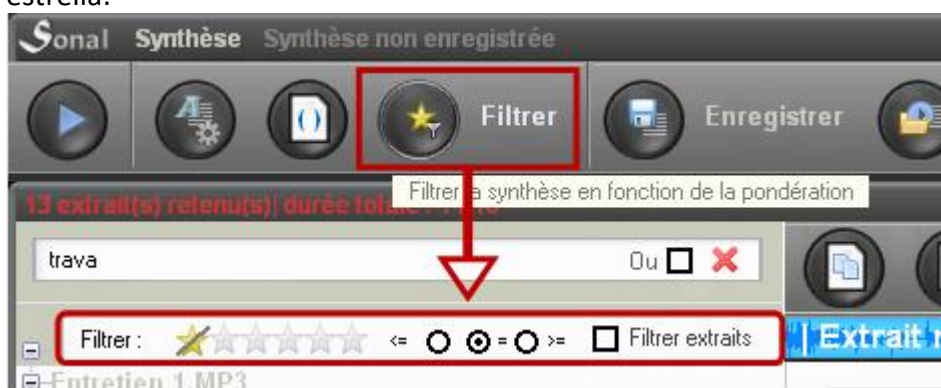 estrella.
Sonal Synthèse Synthèse non enregistrée
Filtrer Enregistrer
Filtrer la synthèse en fonction de la pondération
13 extrait(s) retenu(s)| durée
trava Ou
Filtrer : <= = >= Filtrer extraits
| Extrait
Entretien 1.MP3